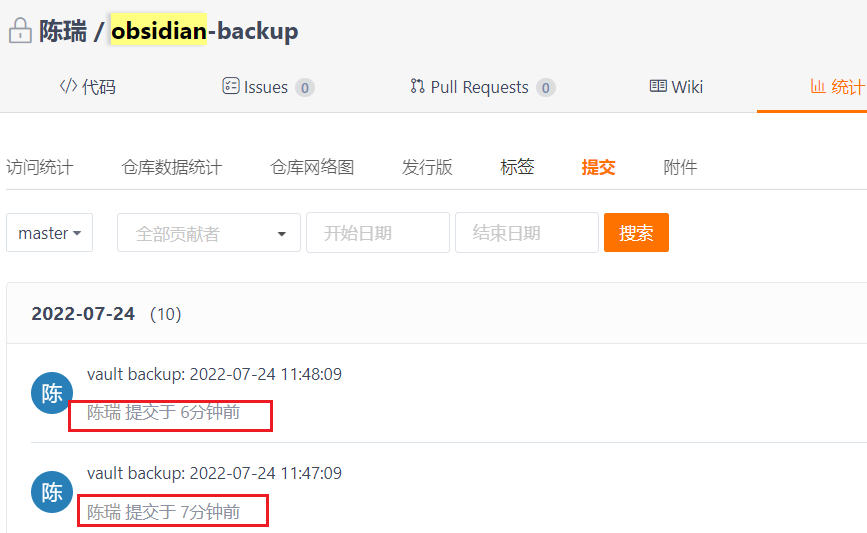 陈瑞 / obsidian-backup
代码 Issues 0 Pull Requests 0 Wiki 统计
访问统计 仓库数据统计 仓库网络图 发行版 标签 提交 附件
master 全部贡献者 开始日期 结束日期 搜索
2022-07-24 (10)
vault backup: 2022-07-24 11:48:09
陈
陈瑞 提交于 6分钟前
vault backup: 2022-07-24 11:47:09
陈
陈瑞 提交于 7分钟前